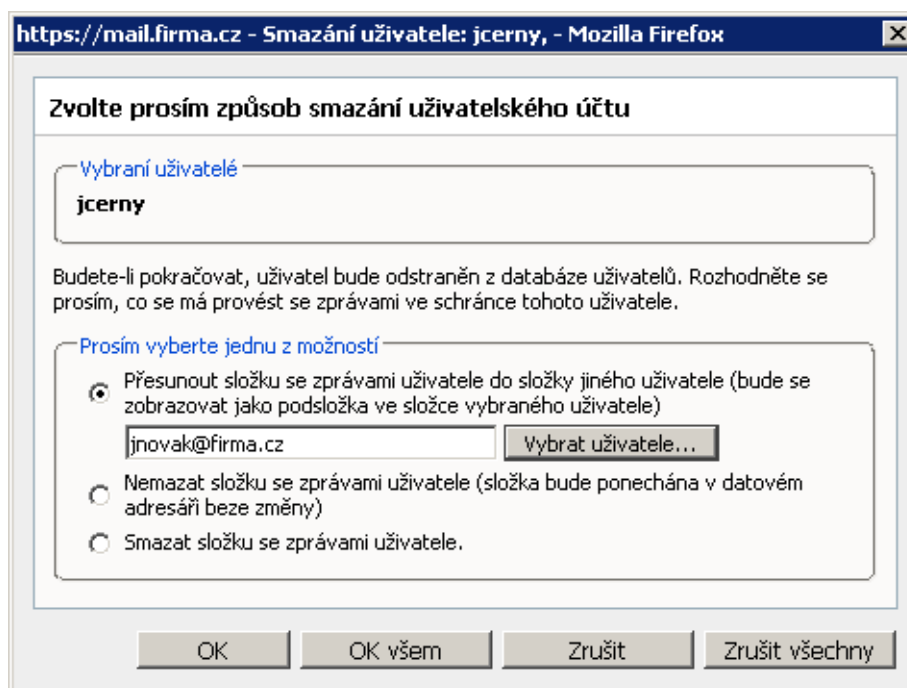 https://mail.firma.cz - Smazání uživatele: jcerny, - Mozilla Firefox
Zvolte prosím způsob smazání uživatelského účtu
Vybraní uživatelé
jcerny
Budete-li pokračovat, uživatel bude odstraněn z databáze uživatelů. Rozhodněte se
prosím, co se má provést se zprávami ve schránce tohoto uživatele.
Prosím vyberte jednu z možností
Přesunout složku se zprávami uživatele do složky jiného uživatele (bude se
zobrazovat jako podsložka ve složce vybraného uživatele)
jnovak@firma.cz Vybrat uživatele...
Nemazat složku se zprávami uživatele (složka bude ponechána v datovém
adresáři beze změny)
Smazat složku se zprávami uživatele.
OK OK všem Zrušit Zrušit všechny